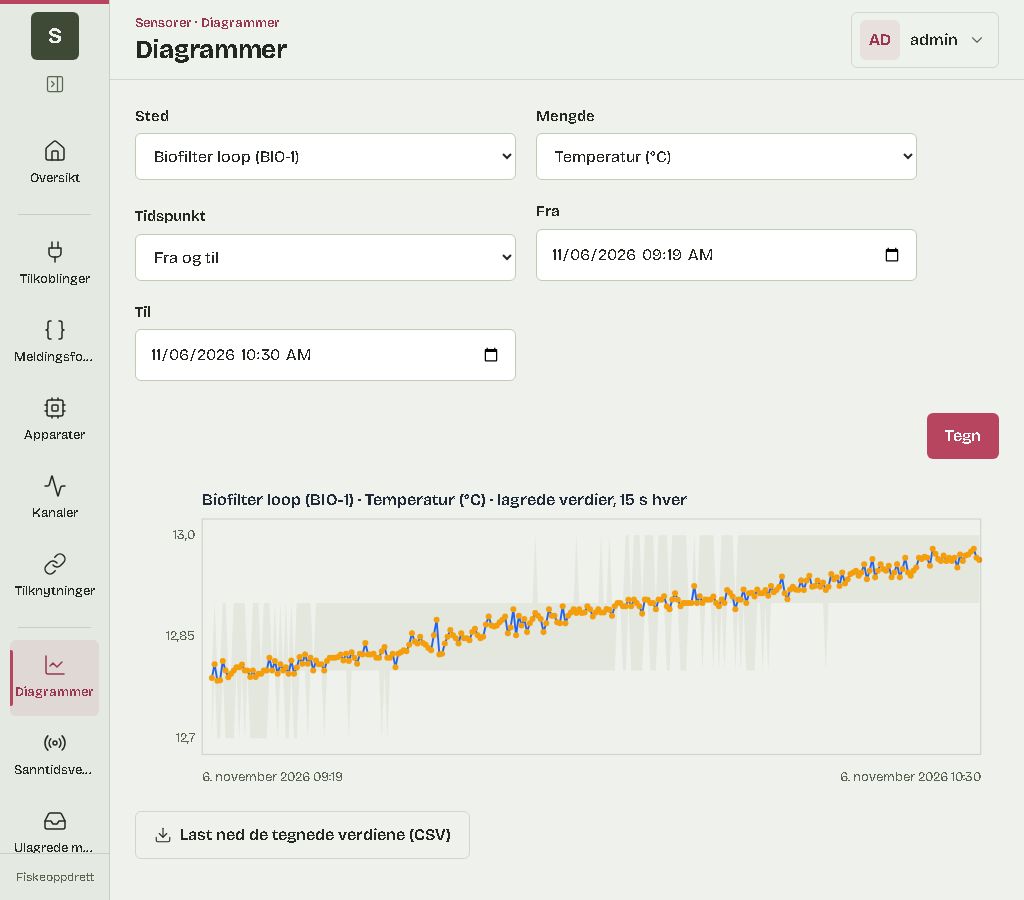 S
Sensorer · Diagrammer
Diagrammer
AD admin
Oversikt
Tilkoblinger
Meldingsfo...
Apparater
Kanaler
Tilknytninger
Diagrammer
Sanntidsve...
Ulagrede m...
Fiskeoppdrett
Sted
Biofilter loop (BIO-1)
Mengde
Temperatur (°C)
Tidspunkt
Fra og til
Fra
11/06/2026 09:19 AM
Til
11/06/2026 10:30 AM
Tegn
Biofilter loop (BIO-1) · Temperatur (°C) · lagrede verdier, 15 s hver
13,0
12,85
12,7
6. november 2026 09:19
6. november 2026 10:30
Last ned de tegnede verdiene (CSV)